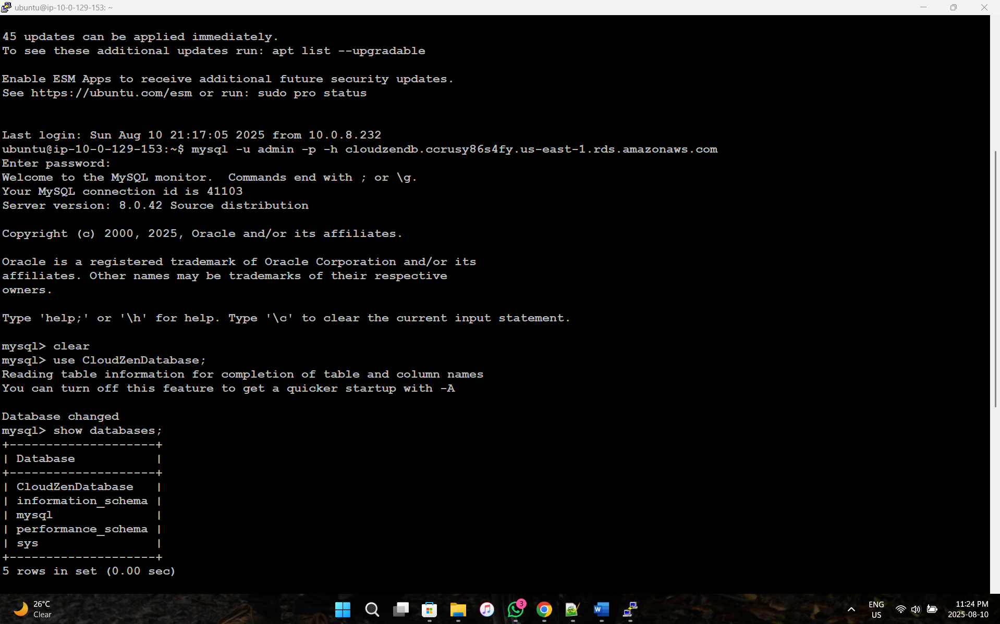 ubuntu@ip-10-0-129-153: ~
45 updates can be applied immediately.
To see these additional updates run: apt list --upgradable
Enable ESM Apps to receive additional future security updates.
See https://ubuntu.com/esm or run: sudo pro status
Last login: Sun Aug 10 21:17:05 2025 from 10.0.8.232
ubuntu@ip-10-0-129-153:~$ mysql -u admin -p -h cloudzendb.ccrusy86s4fy.us-east-1.rds.amazonaws.com
Enter password:
Welcome to the MySQL monitor.  Commands end with ; or \g.
Your MySQL connection id is 41103
Server version: 8.0.42 Source distribution
Copyright (c) 2000, 2025, Oracle and/or its affiliates.
Oracle is a registered trademark of Oracle Corporation and/or its
affiliates. Other names may be trademarks of their respective
owners.
Type 'help;' or '\h' for help. Type '\c' to clear the current input statement.
mysql> clear
mysql> use CloudZenDatabase;
Reading table information for completion of table and column names
You can turn off this feature to get a quicker startup with -A
Database changed
mysql> show databases;
+--------------------+
| Database           |
+--------------------+
| CloudZenDatabase   |
| information_schema |
| mysql              |
| performance_schema |
| sys                |
+--------------------+
5 rows in set (0.00 sec)
26°C
Clear
3
W
ENG
US
11:24 PM
2025-08-10